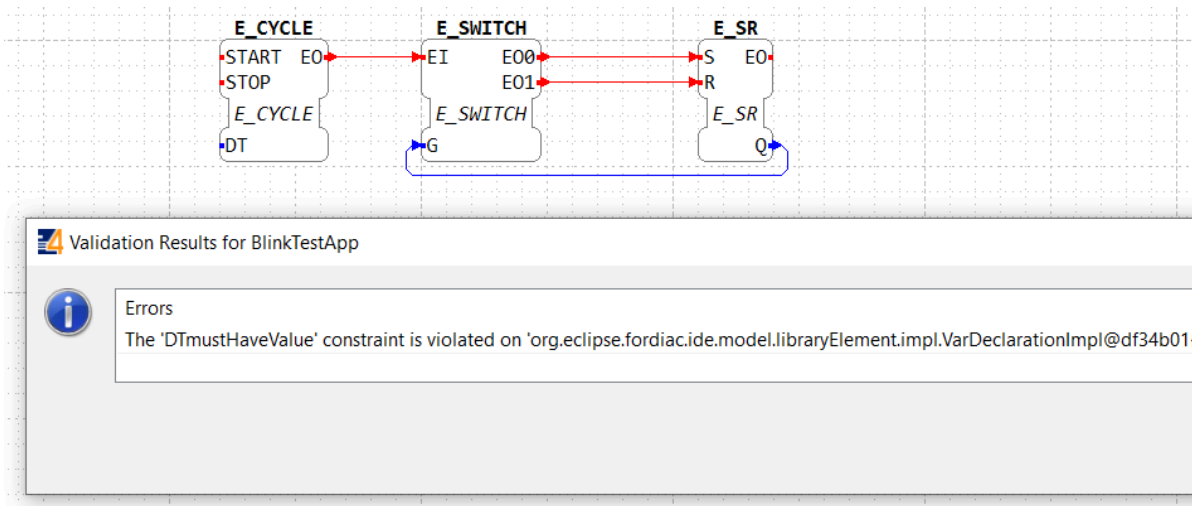 E_CYCLE E_SWITCH E_SR
START EO EI EO0 S EO
STOP EO1 R
E_CYCLE E_SWITCH E_SR
DT G Q
4 Validation Results for BlinkTestApp
Errors
The 'DTmustHaveValue' constraint is violated on 'org.eclipse.fordiac.ide.model.libraryElement.impl.VarDeclarationImpl@df34b01